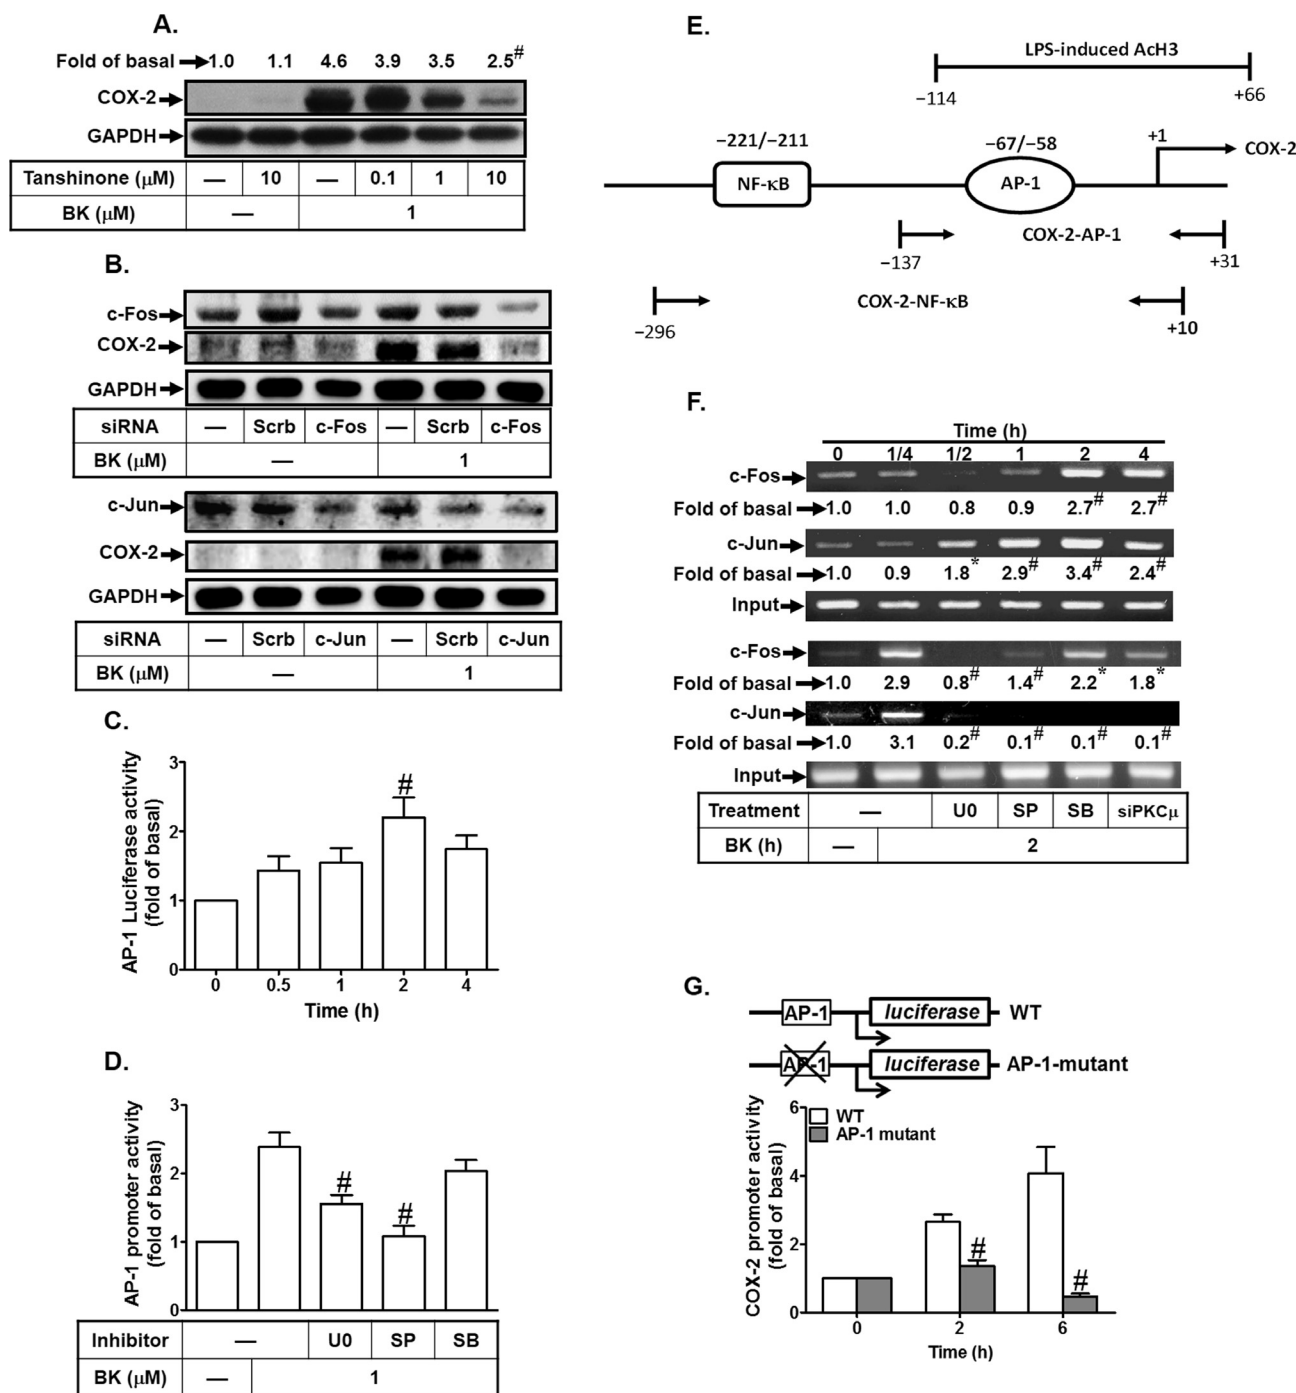 A.
Fold of basal 1.0 1.1 4.6 3.9 3.5 2.5#
COX-2
GAPDH
Tanshinone (μM) — 10 — 0.1 1 10
BK (μM) — 1
B.
c-Fos
COX-2
GAPDH
siRNA — Scrb c-Fos — Scrb c-Fos
BK (μM) — 1
c-Jun
COX-2
GAPDH
siRNA — Scrb c-Jun — Scrb c-Jun
BK (μM) — 1
C.
AP-1 Luciferase activity
(fold of basal)
3
2
1
0
#
0 0.5 1 2 4
Time (h)
D.
AP-1 promoter activity
(fold of basal)
3
2
1
0
# #
Inhibitor — U0 SP SB
BK (μM) — 1
E.
LPS-induced AcH3
−114 +66
−221/−211 −67/−58 +1
COX-2
NF-κB AP-1
COX-2-AP-1
−137 +31
COX-2-NF-κB
−296 +10
F.
Time (h)
0 1/4 1/2 1 2 4
c-Fos
Fold of basal 1.0 1.0 0.8 0.9 2.7# 2.7#
c-Jun
Fold of basal 1.0 0.9 1.8* 2.9# 3.4# 2.4#
Input
c-Fos
Fold of basal 1.0 2.9 0.8# 1.4# 2.2* 1.8*
c-Jun
Fold of basal 1.0 3.1 0.2# 0.1# 0.1# 0.1#
Input
Treatment — U0 SP SB siPKCμ
BK (h) — 2
G.
AP-1 luciferase WT
AP-1 luciferase AP-1-mutant
COX-2 promoter activity
(fold of basal)
6
4
2
0
WT
AP-1 mutant
# #
0 2 6
Time (h)